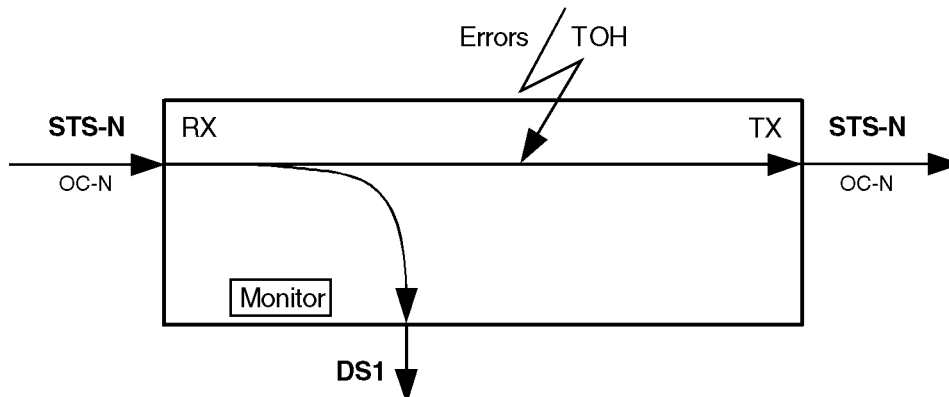 Errors TOH
STS-N RX TX STS-N
OC-N OC-N
Monitor
DS1